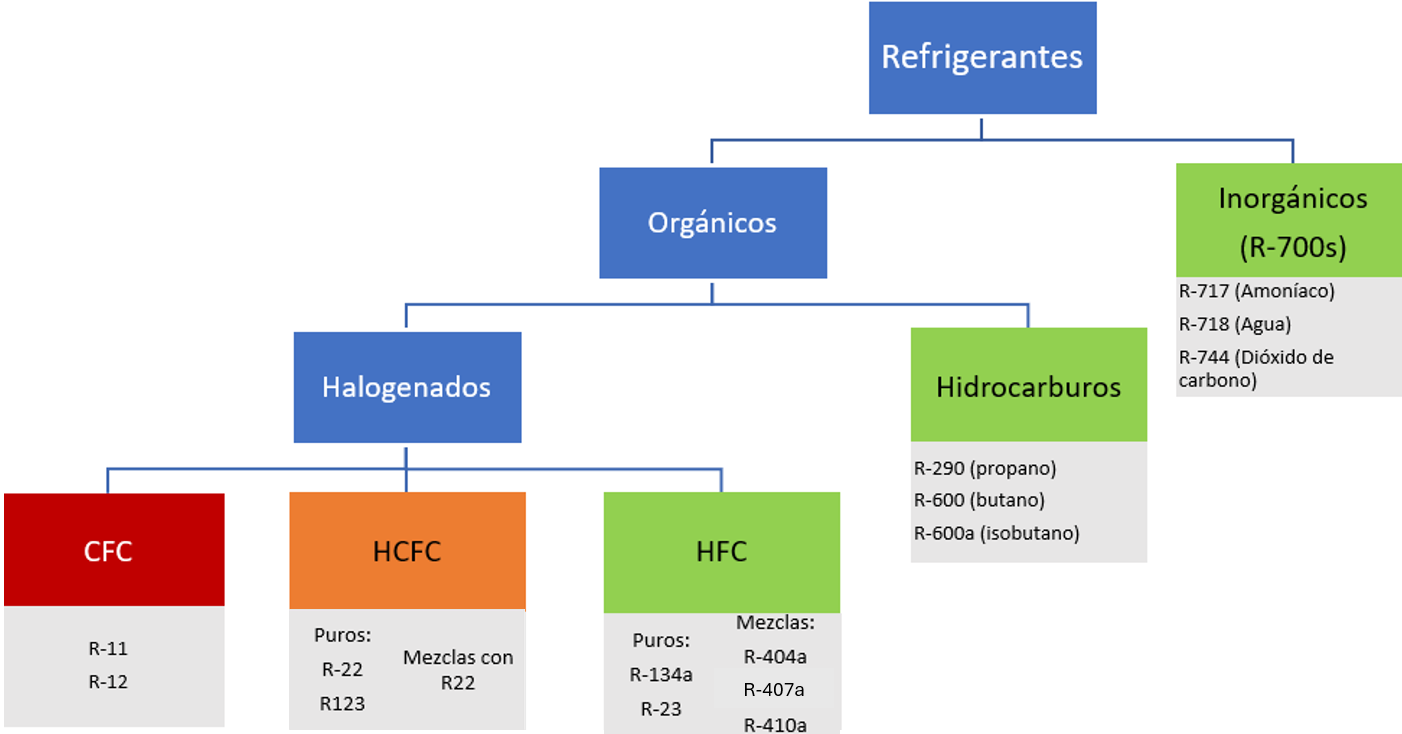 Refrigerantes
Orgánicos
Inorgánicos
(R-700s)
R-717 (Amoníaco)
R-718 (Agua)
R-744 (Dióxido de
carbono)
Halogenados
Hidrocarburos
R-290 (propano)
R-600 (butano)
R-600a (isobutano)
CFC
R-11
R-12
HCFC
Puros:
R-22
R123
Mezclas con
R22
HFC
Puros:
R-134a
R-23
Mezclas:
R-404a
R-407a
R-410a